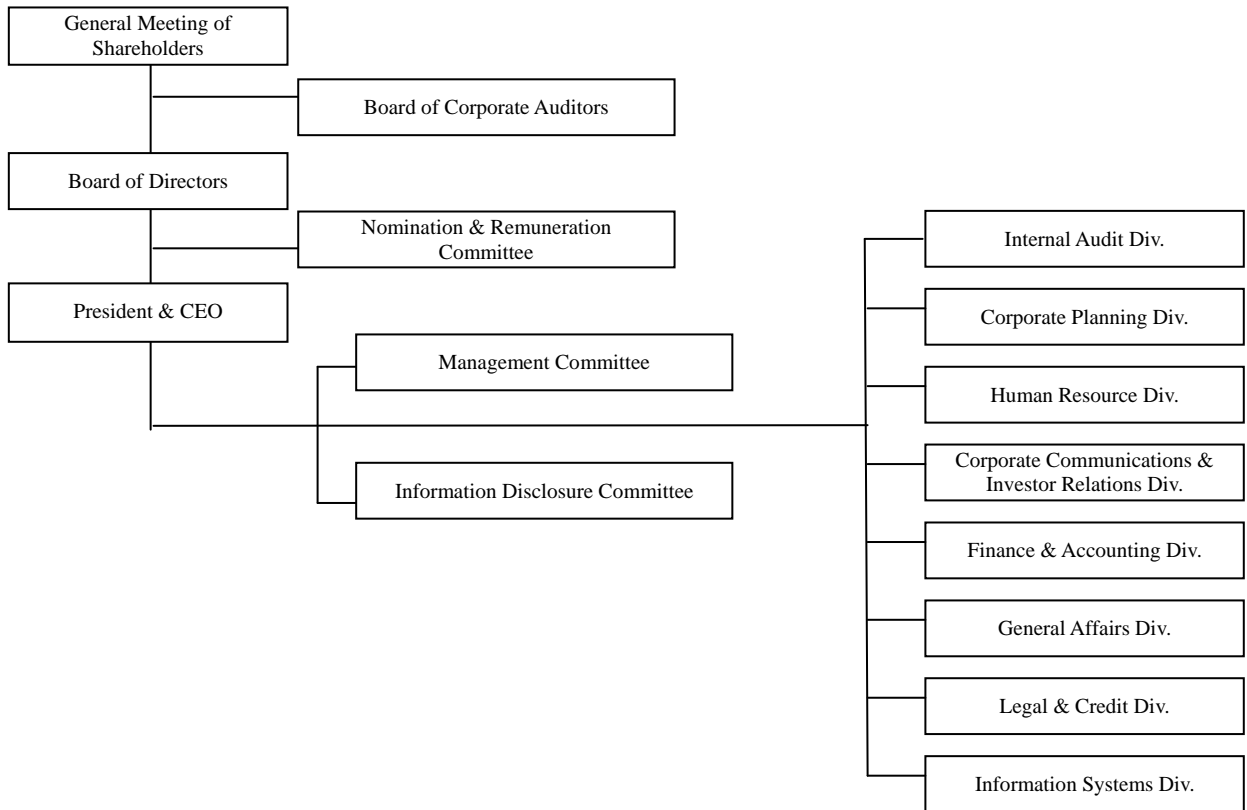 General Meeting of
Shareholders
Board of Corporate Auditors
Board of Directors
Nomination & Remuneration
Committee
President & CEO
Management Committee
Information Disclosure Committee
Internal Audit Div.
Corporate Planning Div.
Human Resource Div.
Corporate Communications &
Investor Relations Div.
Finance & Accounting Div.
General Affairs Div.
Legal & Credit Div.
Information Systems Div.